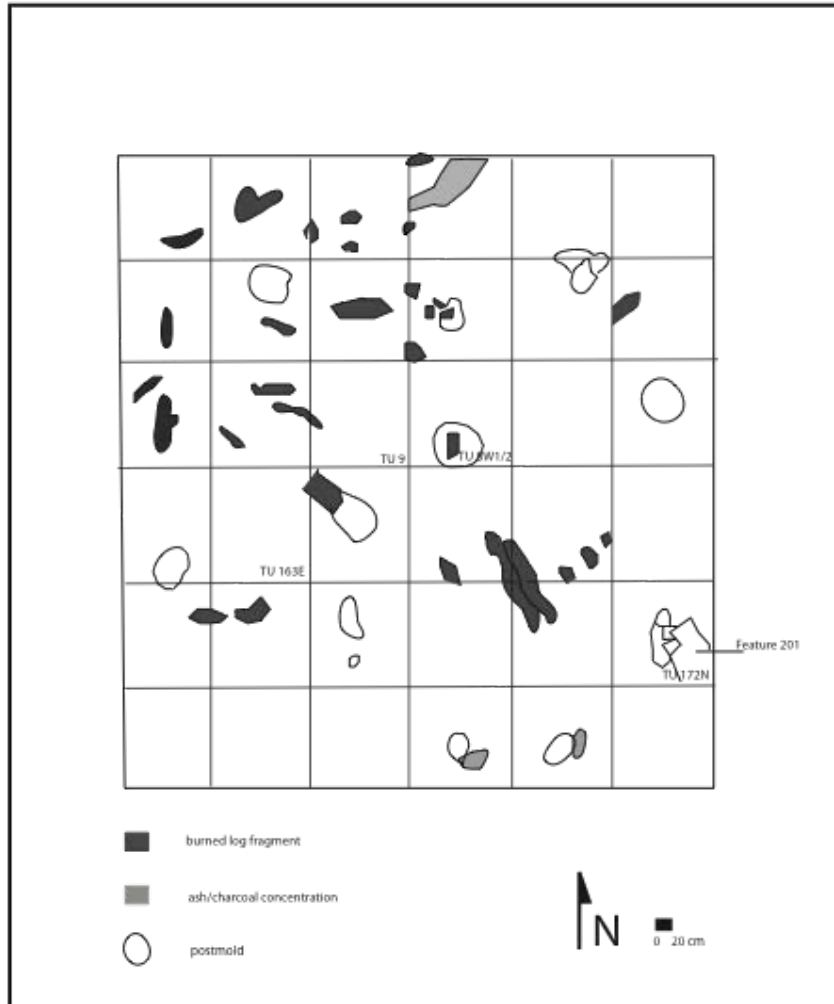 TU 9
TU 9W1/2
TU 163E
Feature 201
TU 172N
burned log fragment
ash/charcoal concentration
postmold
N
0 20 cm